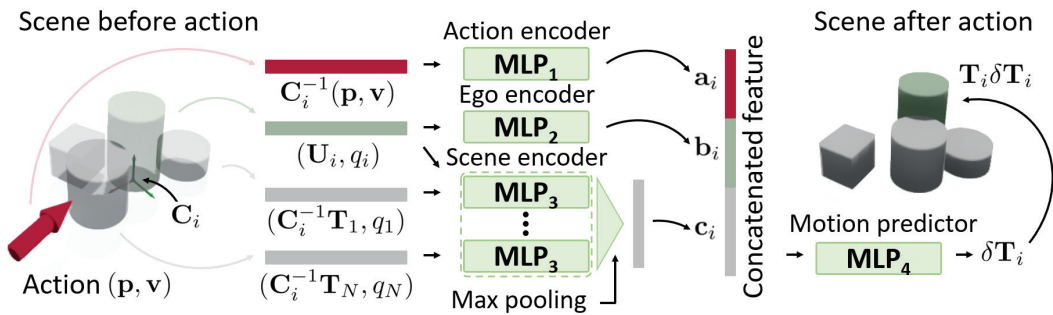 Scene before action
C_i
Action (p, v)
C_i^{-1}(p, v)
(U_i, q_i)
(C_i^{-1}T_1, q_1)
(C_i^{-1}T_N, q_N)
Action encoder
MLP_1
Ego encoder
MLP_2
Scene encoder
MLP_3
MLP_3
Max pooling
a_i
b_i
c_i
Concatenated feature
Scene after action
T_i δT_i
Motion predictor
MLP_4
δT_i